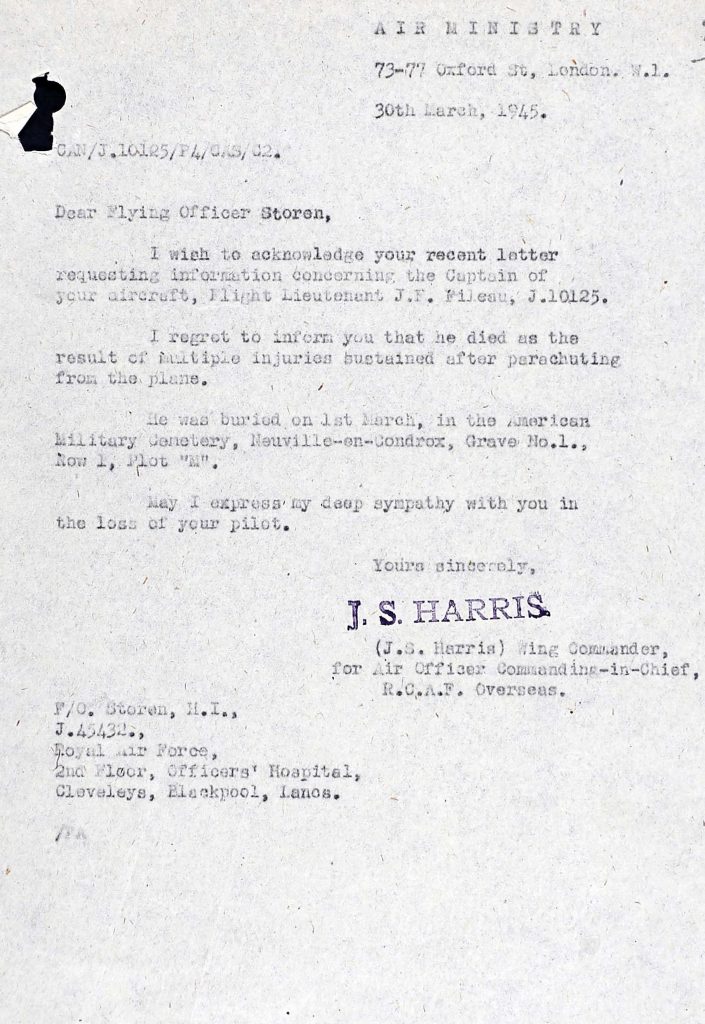 AIR MINISTRY
73-77 Oxford St, London. W.1.
30th March, 1945.
CAN/J.10125/P4/CAS/C2.
Dear Flying Officer Storen,
I wish to acknowledge your recent letter
requesting information concerning the Captain of
your aircraft, Flight Lieutenant J.F. Fileau, J.10125.
I regret to inform you that he died as the
result of multiple injuries sustained after parachuting
from the plane.
He was buried on 1st March, in the American
Military Cemetery, Neuville-en-Condrox, Grave No.1.,
Row 1, Plot "M".
May I express my deep sympathy with you in
the loss of your pilot.
Yours sincerely,
J. S. HARRIS.
(J.S. Harris) Wing Commander,
for Air Officer Commanding-in-Chief,
R.C.A.F. Overseas.
F/O. Storen, H.I.,
J.45432.,
Royal Air Force,
2nd Floor, Officers' Hospital,
Cleveleys, Blackpool, Lancs.